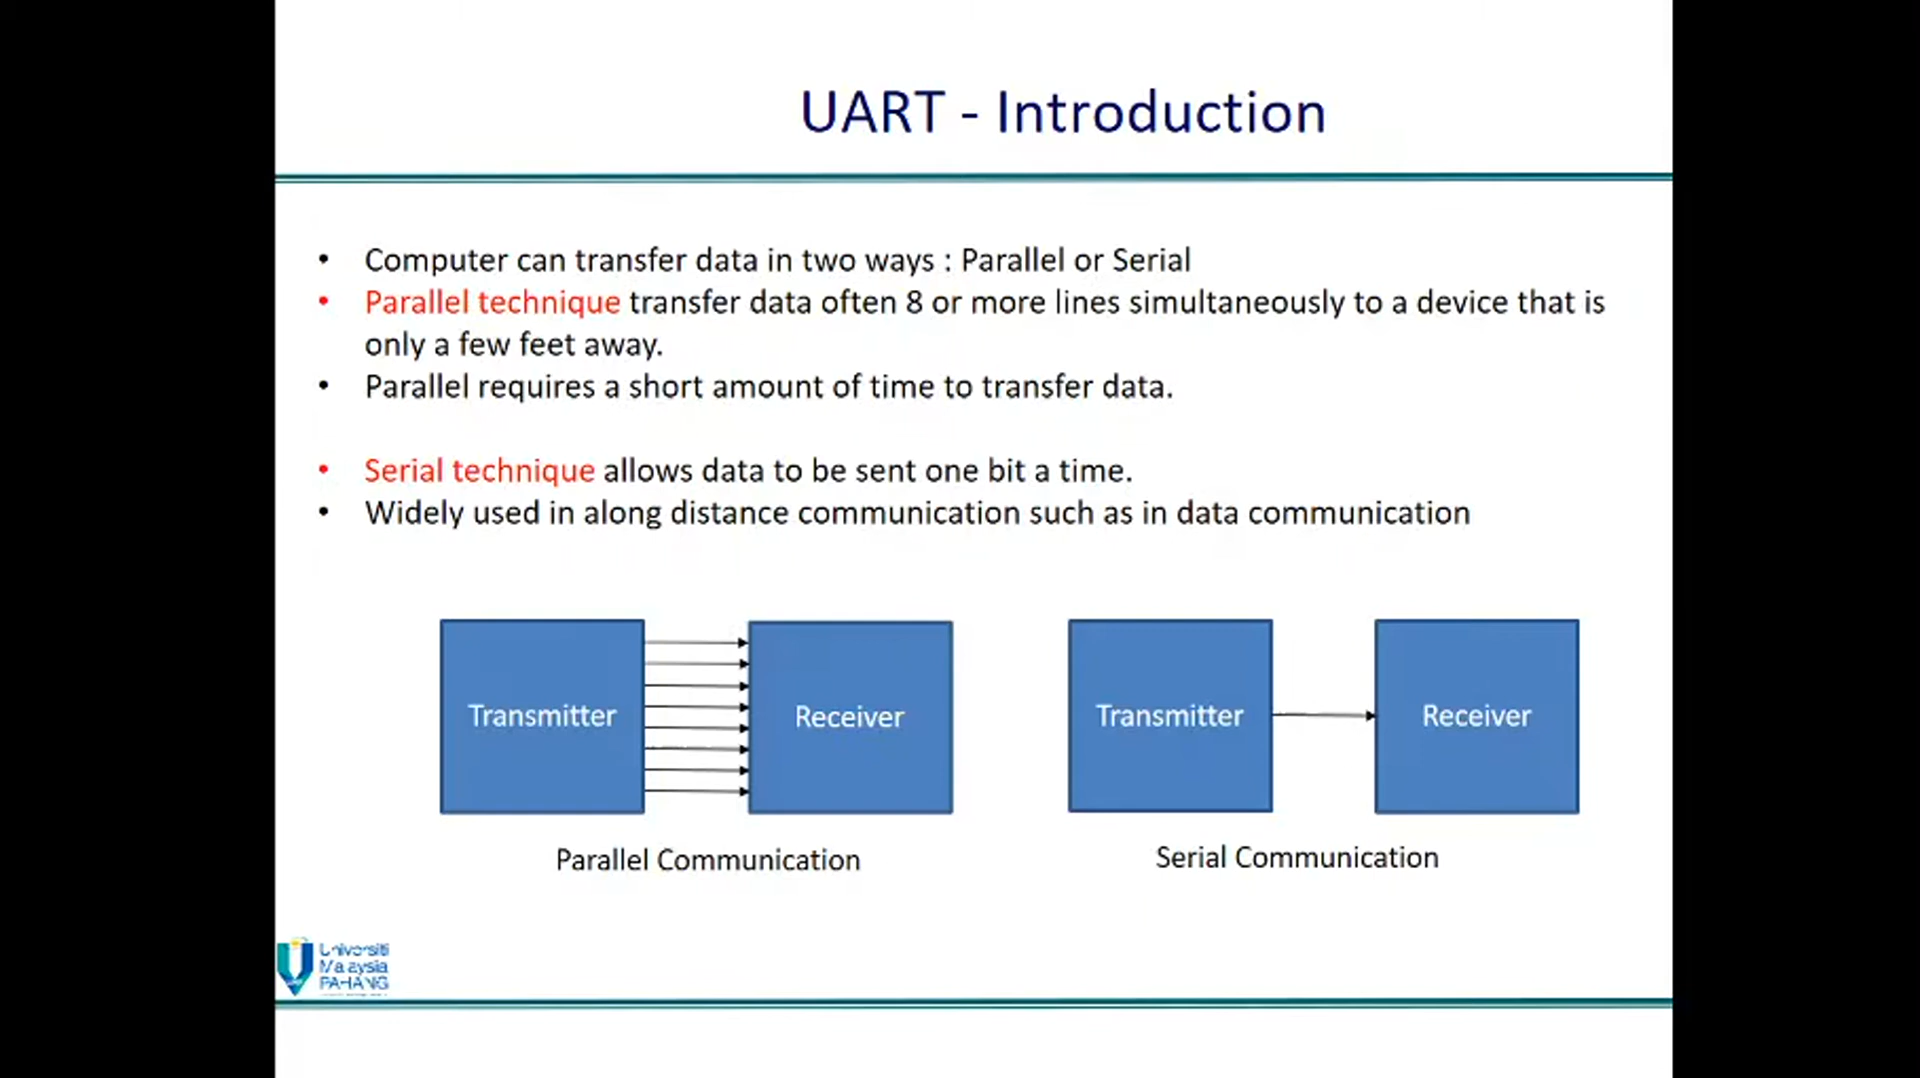 UART - Introduction
• Computer can transfer data in two ways : Parallel or Serial
• Parallel technique transfer data often 8 or more lines simultaneously to a device that is
only a few feet away.
• Parallel requires a short amount of time to transfer data.
• Serial technique allows data to be sent one bit a time.
• Widely used in along distance communication such as in data communication
Transmitter
Receiver
Transmitter
Receiver
Parallel Communication
Serial Communication
Universiti
Malaysia
PAHANG